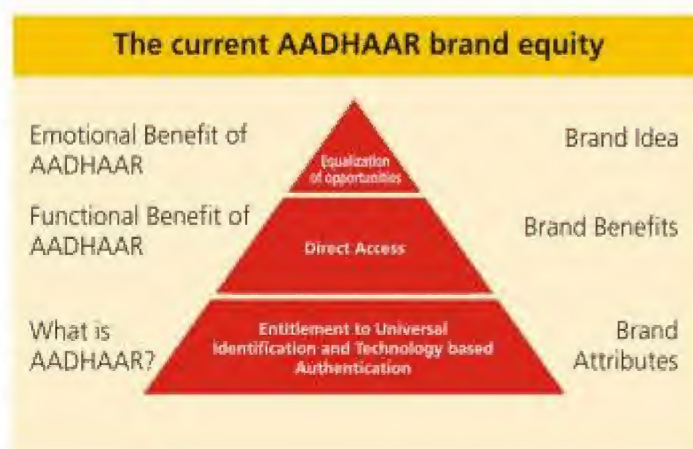 The current AADHAAR brand equity
Emotional Benefit of
AADHAAR
Equalization
of opportunities
Brand Idea
Functional Benefit of
AADHAAR
Direct Access
Brand Benefits
What is
AADHAAR?
Entitlement to Universal
Identification and Technology based
Authentication
Brand
Attributes